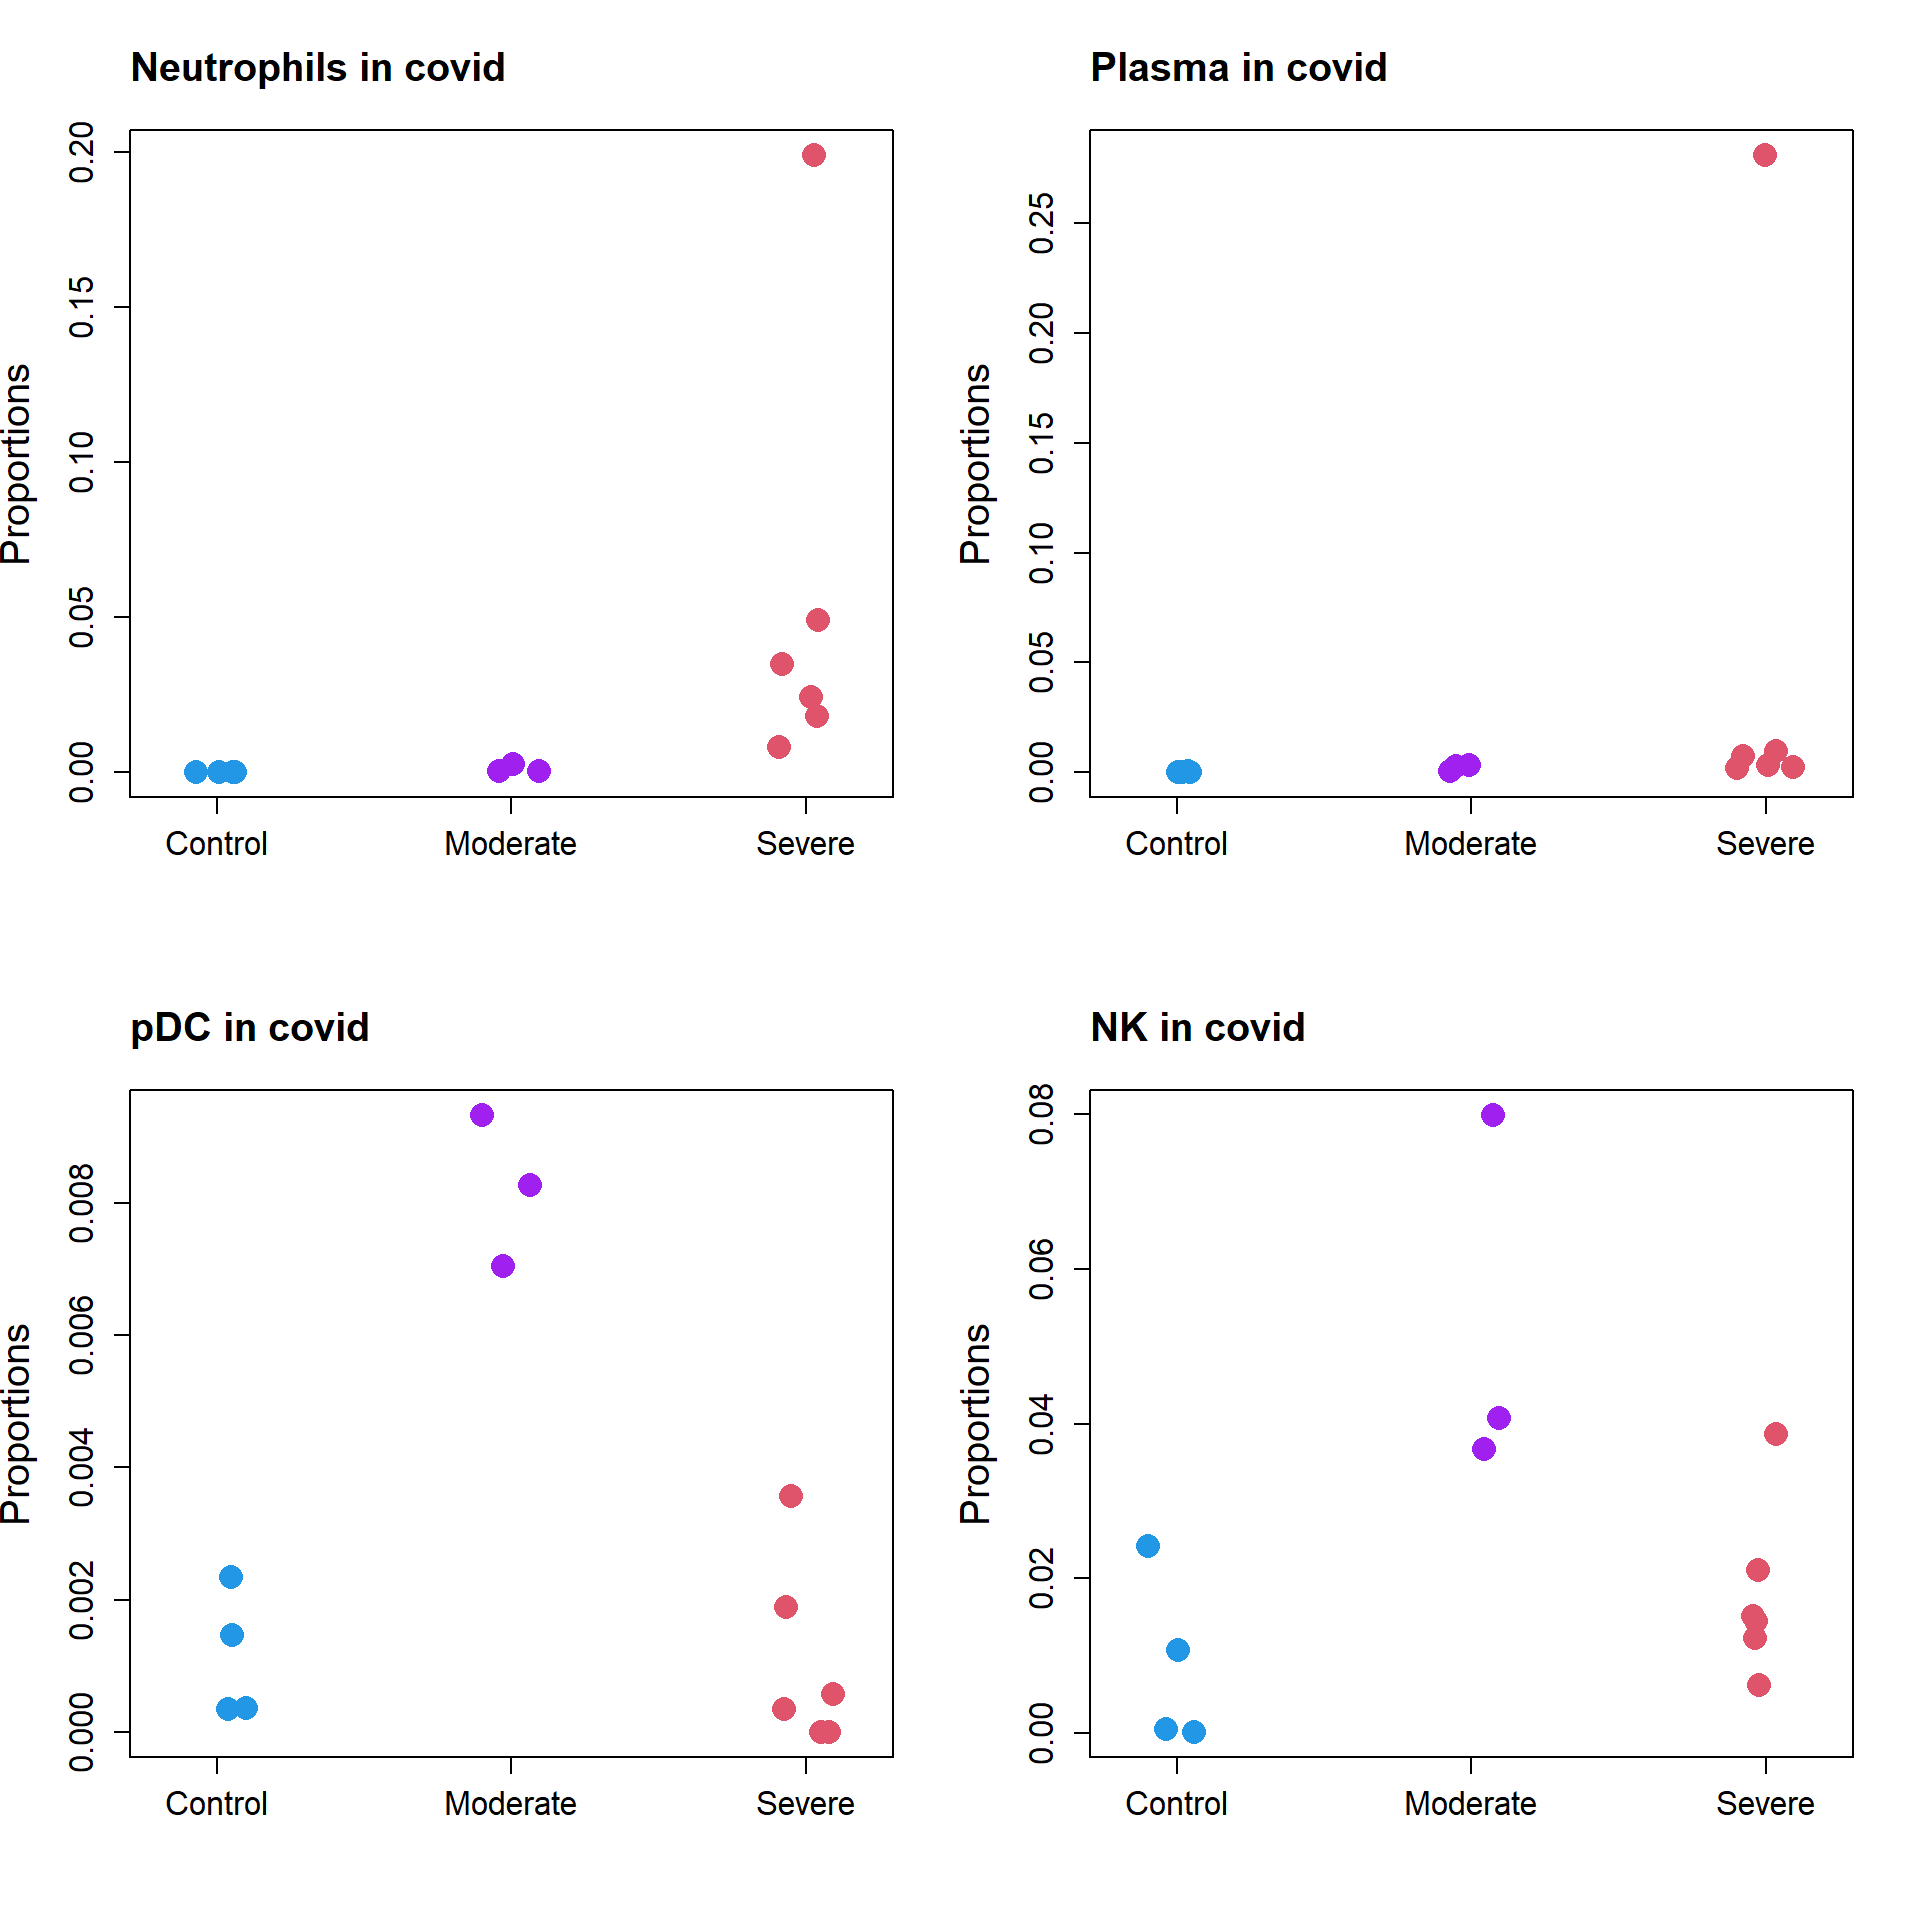 Neutrophils in covid
Proportions
0.20
0.15
0.10
0.05
0.00
Control Moderate Severe
Plasma in covid
Proportions
0.25
0.20
0.15
0.10
0.05
0.00
Control Moderate Severe
pDC in covid
Proportions
0.008
0.006
0.004
0.002
0.000
Control Moderate Severe
NK in covid
Proportions
0.08
0.06
0.04
0.02
0.00
Control Moderate Severe